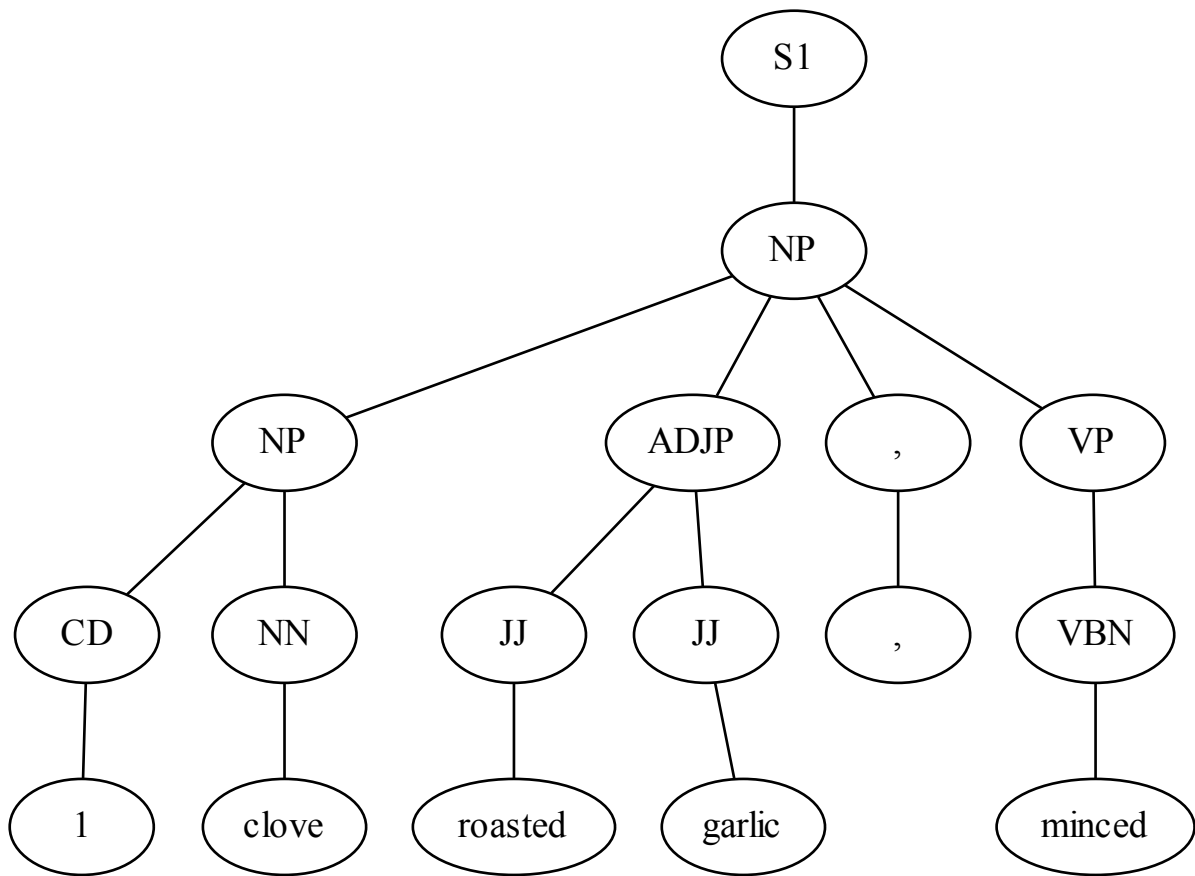 S1
NP
NP ADJP , VP
CD NN JJ JJ , VBN
1 clove roasted garlic minced